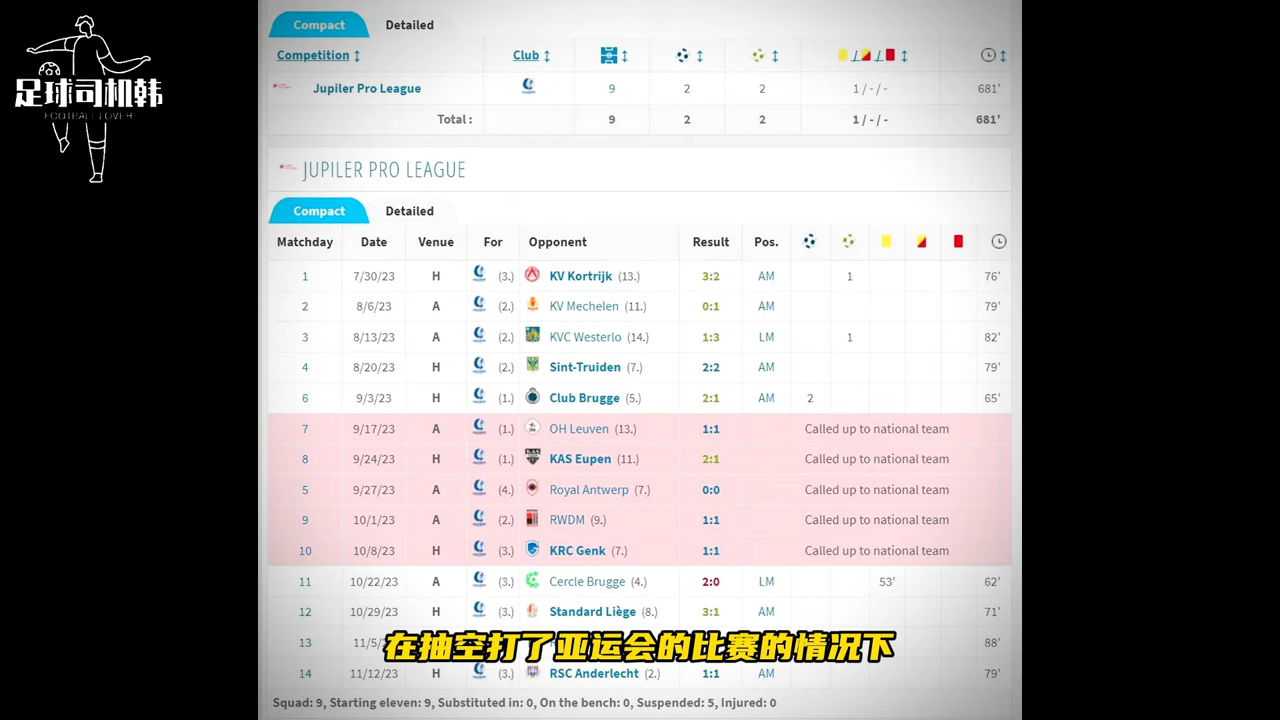 足球司机韩
FOOTBALL LOVER
Compact Detailed
Competition Club
Jupiler Pro League 9 2 2 1 / - / - 681'
Total : 9 2 2 1 / - / - 681'
JUPILER PRO LEAGUE
Compact Detailed
Matchday Date Venue For Opponent Result Pos.
1 7/30/23 H (3.) KV Kortrijk (13.) 3:2 AM 1 76'
2 8/6/23 A (2.) KV Mechelen (11.) 0:1 AM 79'
3 8/13/23 A (2.) KVC Westerlo (14.) 1:3 LM 1 82'
4 8/20/23 H (2.) Sint-Truiden (7.) 2:2 AM 79'
6 9/3/23 H (1.) Club Brugge (5.) 2:1 AM 2 65'
7 9/17/23 A (1.) OH Leuven (13.) 1:1 Called up to national team
8 9/24/23 H (1.) KAS Eupen (11.) 2:1 Called up to national team
5 9/27/23 A (4.) Royal Antwerp (7.) 0:0 Called up to national team
9 10/1/23 A (2.) RWDM (9.) 1:1 Called up to national team
10 10/8/23 H (3.) KRC Genk (7.) 1:1 Called up to national team
11 10/22/23 A (3.) Cercle Brugge (4.) 2:0 LM 53' 62'
12 10/29/23 H (3.) Standard Liège (8.) 3:1 AM 71'
13 88'
在抽空打了亚运会的比赛的情况下
14 11/12/23 H (3.) RSC Anderlecht (2.) 1:1 AM 79'
Squad: 9, Starting eleven: 9, Substituted in: 0, On the bench: 0, Suspended: 5, Injured: 0